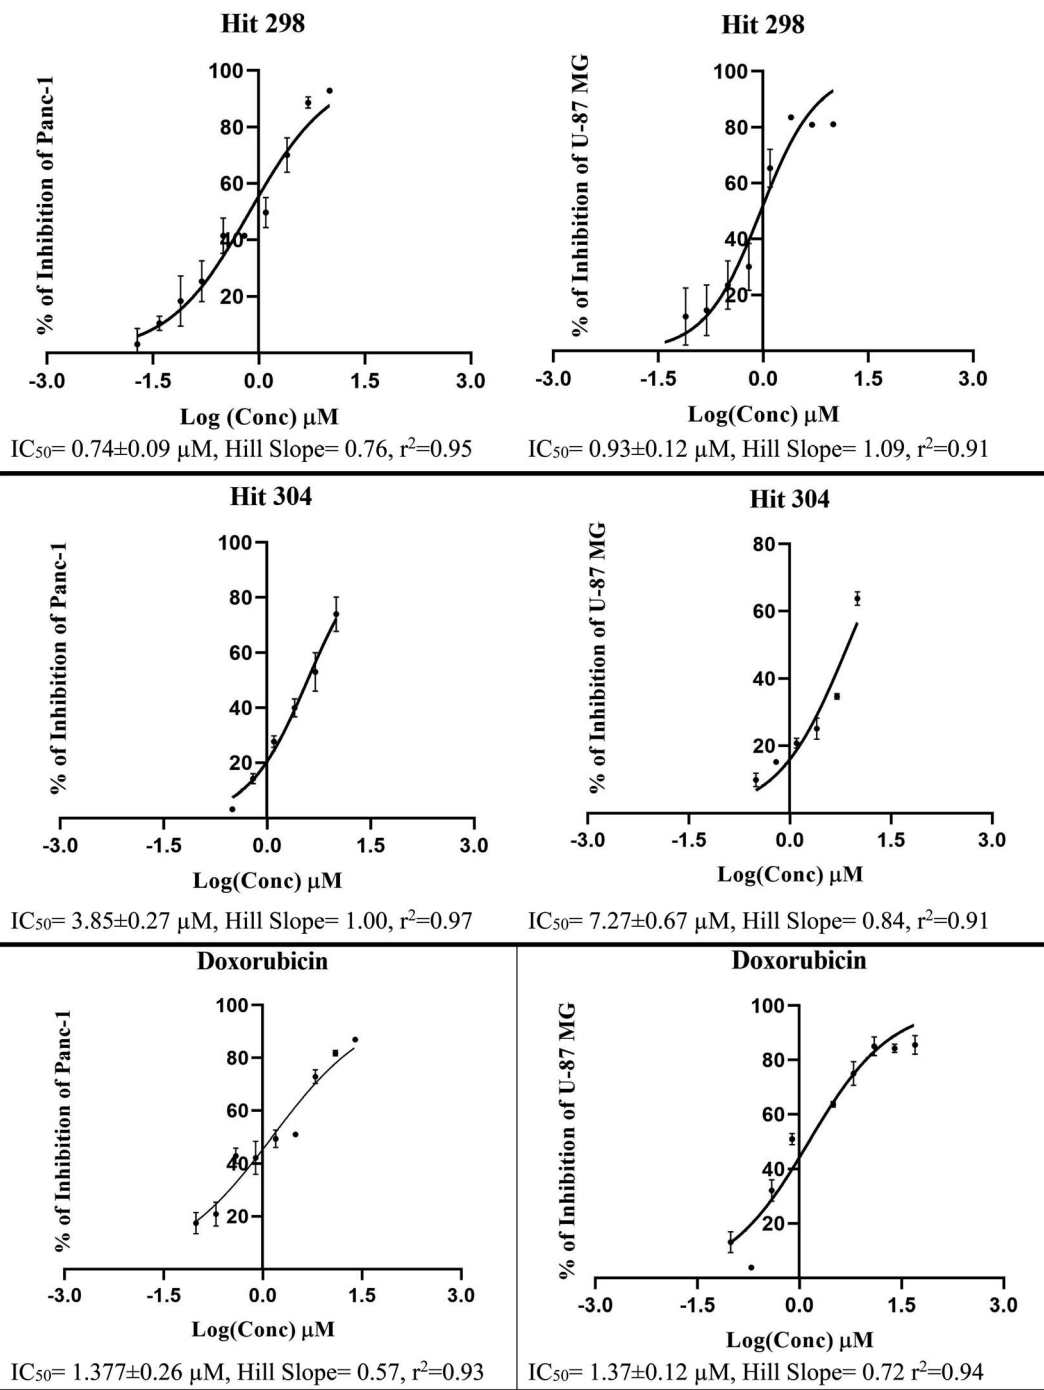 Hit 298
% of Inhibition of Panc-1
100
80
60
40
20
-3.0 -1.5 0.0 1.5 3.0
Log (Conc) µM
IC₅₀= 0.74±0.09 µM, Hill Slope= 0.76, r²=0.95
Hit 298
% of Inhibition of U-87 MG
100
80
60
40
20
-3.0 -1.5 0.0 1.5 3.0
Log(Conc) µM
IC₅₀= 0.93±0.12 µM, Hill Slope= 1.09, r²=0.91
Hit 304
% of Inhibition of Panc-1
100
80
60
40
20
-3.0 -1.5 0.0 1.5 3.0
Log(Conc) µM
IC₅₀= 3.85±0.27 µM, Hill Slope= 1.00, r²=0.97
Hit 304
% of Inhibition of U-87 MG
80
60
40
20
-3.0 -1.5 0.0 1.5 3.0
Log(Conc) µM
IC₅₀= 7.27±0.67 µM, Hill Slope= 0.84, r²=0.91
Doxorubicin
% of Inhibition of Panc-1
100
80
60
40
20
-3.0 -1.5 0.0 1.5 3.0
Log(Conc) µM
IC₅₀= 1.377±0.26 µM, Hill Slope= 0.57, r²=0.93
Doxorubicin
% of Inhibition of U-87 MG
100
80
60
40
20
-3.0 -1.5 0.0 1.5 3.0
Log(Conc) µM
IC₅₀= 1.37±0.12 µM, Hill Slope= 0.72 r²=0.94